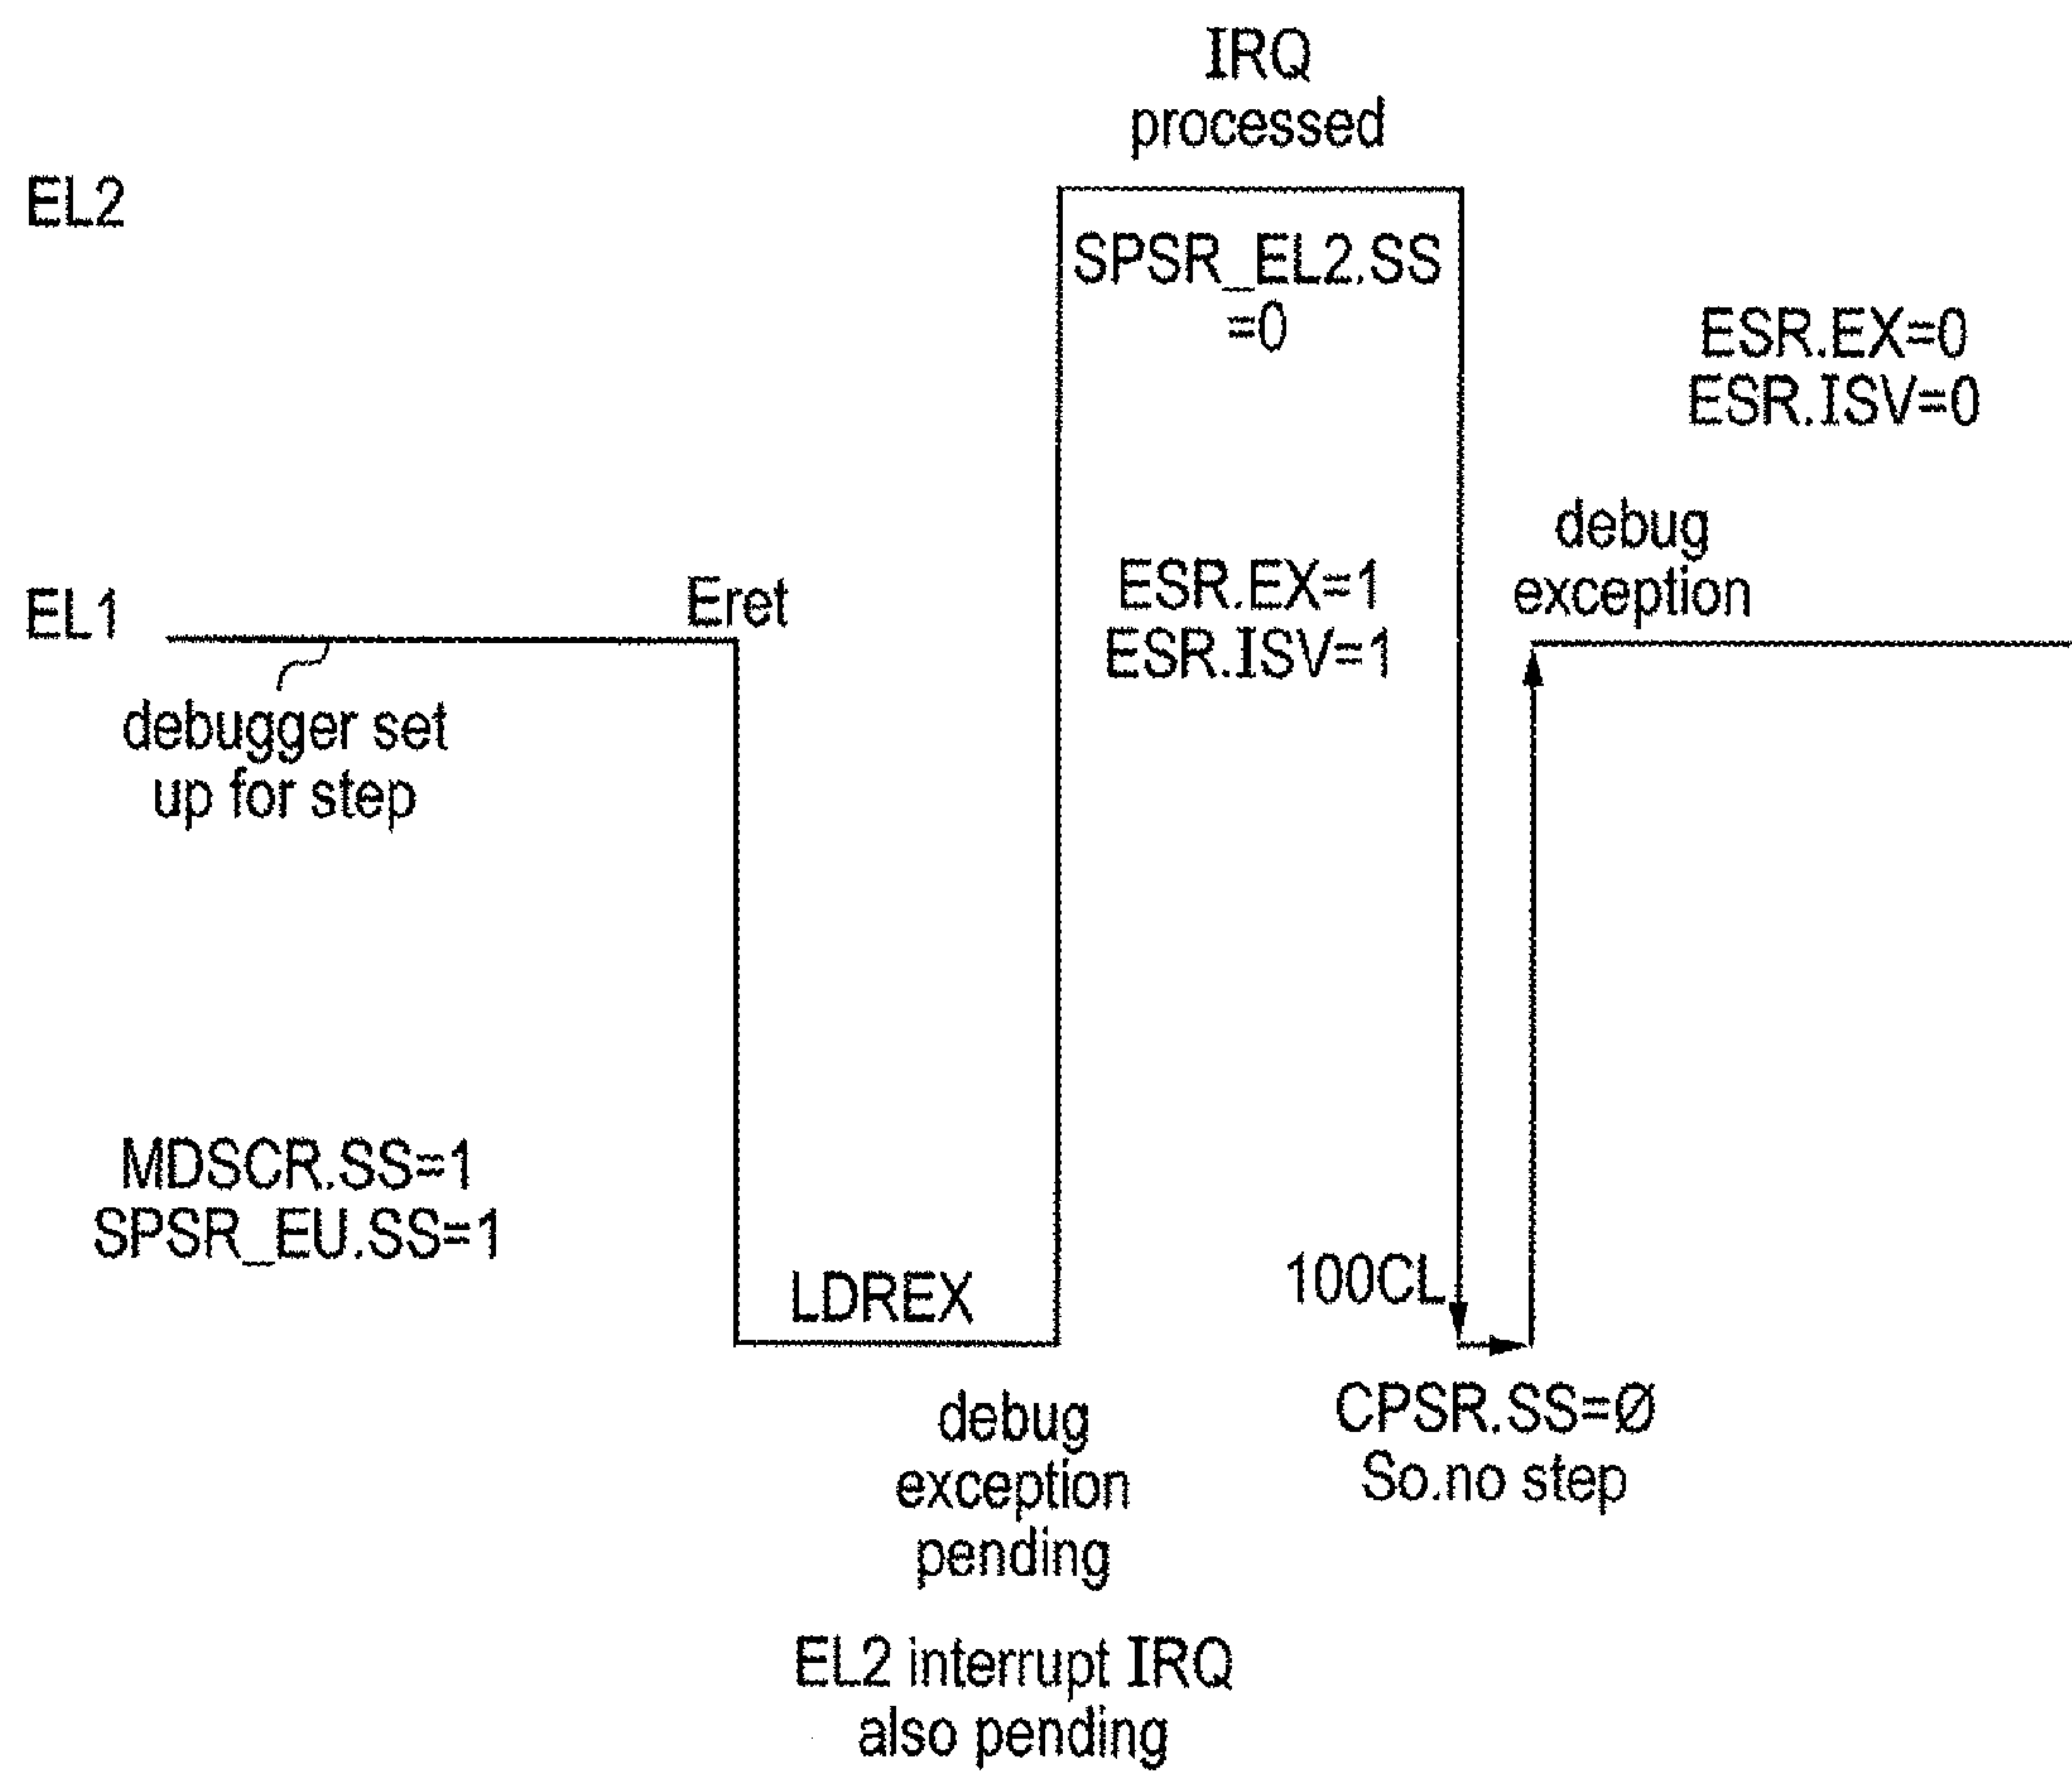 IRQ
processed
EL2
SPSR_EL2.SS
=0
ESR.EX=0
ESR.ISV=0
debug
exception
ESR.EX=1
ESR.ISV=1
EL1
Eret
debugger set
up for step
MDSCR.SS=1
SPSR_EU.SS=1
LDREX
100CL
debug
exception
pending
CPSR.SS=Ø
So.no step
EL2 interrupt IRQ
also pending